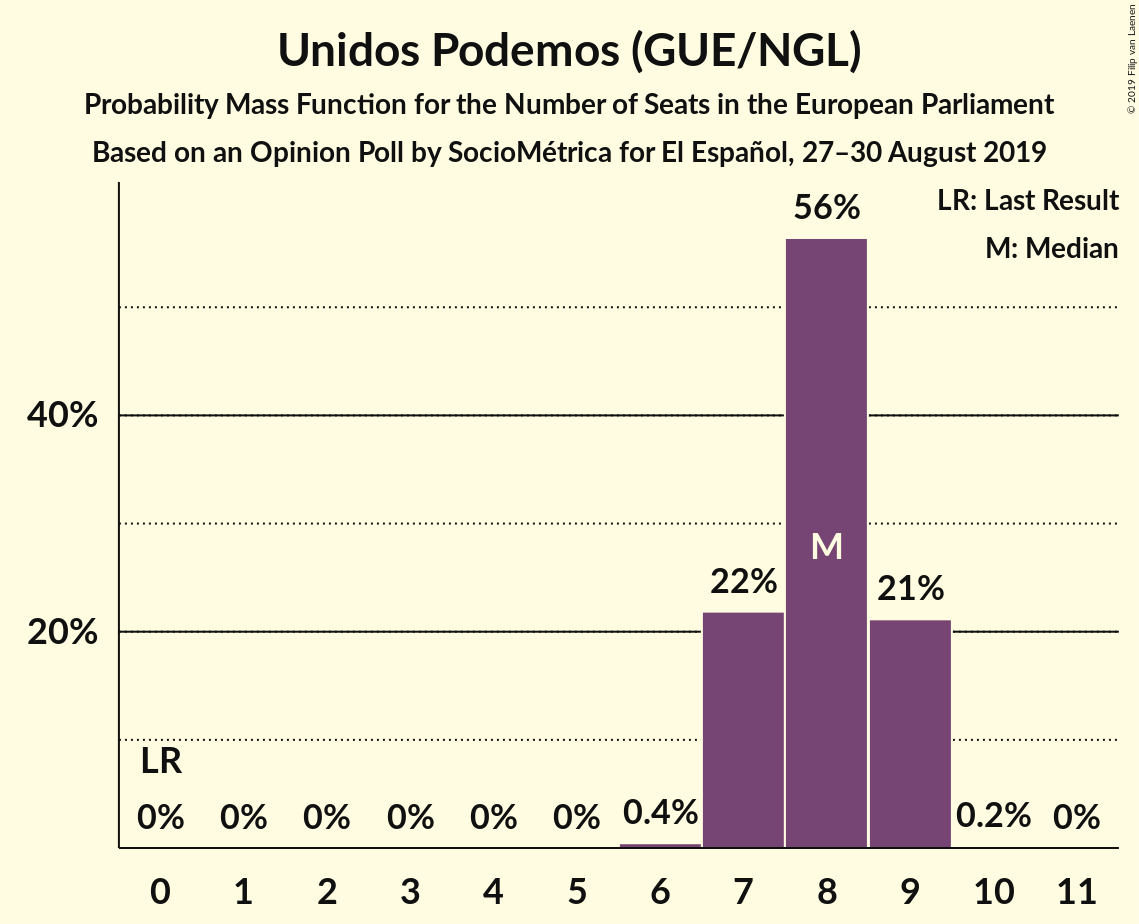 Unidos Podemos (GUE/NGL)
Probability Mass Function for the Number of Seats in the European Parliament
Based on an Opinion Poll by SocioMétrica for El Español, 27–30 August 2019
© 2019 Filip van Laenen
LR: Last Result
M: Median
56%
40%
M
22%
21%
20%
LR
0%
0%
0%
0%
0%
0%
0.4%
0.2%
0%
0 1 2 3 4 5 6 7 8 9 10 11